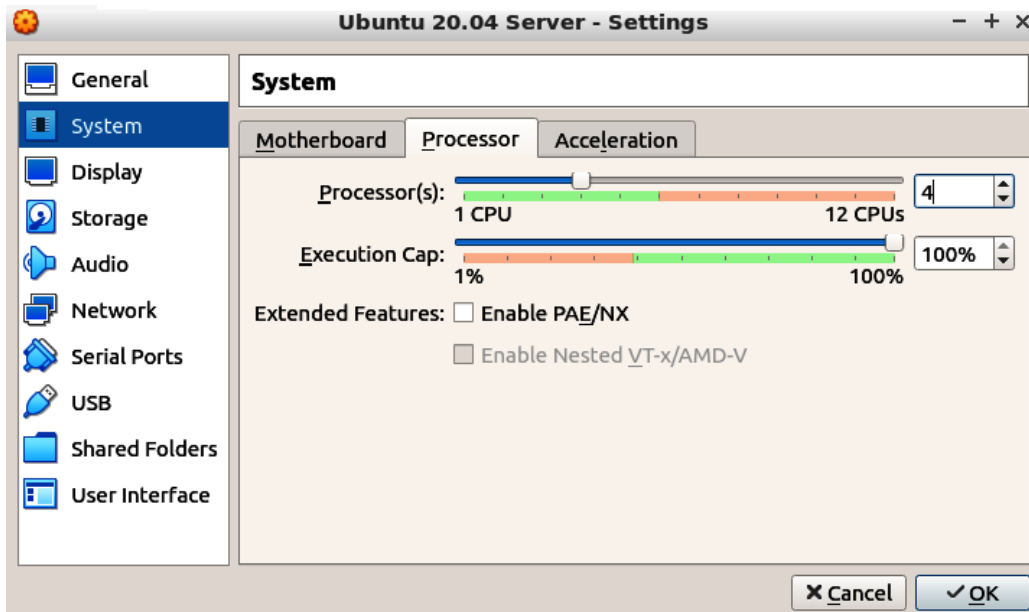 Ubuntu 20.04 Server - Settings
General
System
Display
Storage
Audio
Network
Serial Ports
USB
Shared Folders
User Interface
System
Motherboard Processor Acceleration
Processor(s): 4
1 CPU 12 CPUs
Execution Cap: 100%
1% 100%
Extended Features: Enable PAE/NX
Enable Nested VT-x/AMD-V
Cancel OK